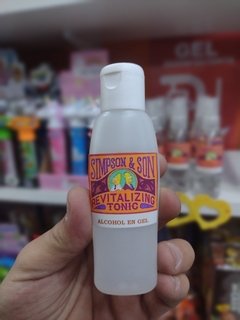 GEL
SIMPSON & SON
REVITALIZING
TONIC
ALCOHOL EN GEL